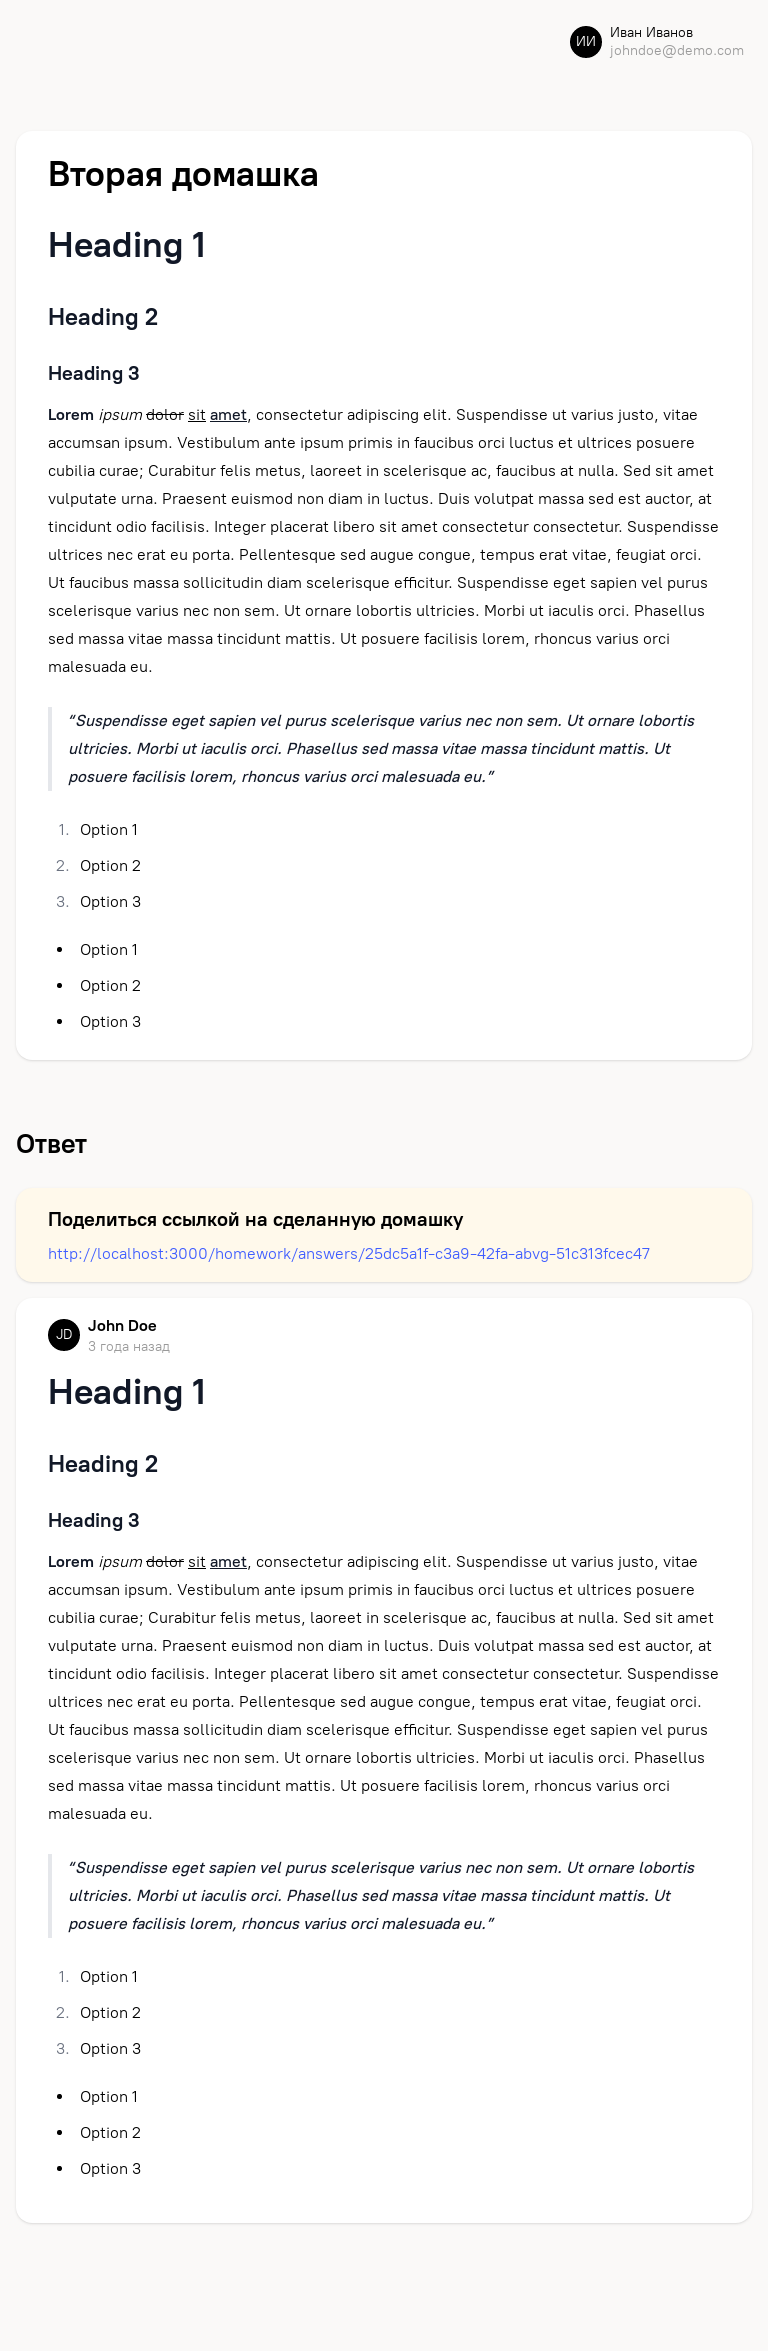 ИИ
Иван Иванов
johndoe@demo.com
Вторая домашка
Heading 1
Heading 2
Heading 3
Lorem ipsum dolor sit amet, consectetur adipiscing elit. Suspendisse ut varius justo, vitae
accumsan ipsum. Vestibulum ante ipsum primis in faucibus orci luctus et ultrices posuere
cubilia curae; Curabitur felis metus, laoreet in scelerisque ac, faucibus at nulla. Sed sit amet
vulputate urna. Praesent euismod non diam in luctus. Duis volutpat massa sed est auctor, at
tincidunt odio facilisis. Integer placerat libero sit amet consectetur consectetur. Suspendisse
ultrices nec erat eu porta. Pellentesque sed augue congue, tempus erat vitae, feugiat orci.
Ut faucibus massa sollicitudin diam scelerisque efficitur. Suspendisse eget sapien vel purus
scelerisque varius nec non sem. Ut ornare lobortis ultricies. Morbi ut iaculis orci. Phasellus
sed massa vitae massa tincidunt mattis. Ut posuere facilisis lorem, rhoncus varius orci
malesuada eu.
“Suspendisse eget sapien vel purus scelerisque varius nec non sem. Ut ornare lobortis
ultricies. Morbi ut iaculis orci. Phasellus sed massa vitae massa tincidunt mattis. Ut
posuere facilisis lorem, rhoncus varius orci malesuada eu.”
1. Option 1
2. Option 2
3. Option 3
• Option 1
• Option 2
• Option 3
Ответ
Поделиться ссылкой на сделанную домашку
http://localhost:3000/homework/answers/25dc5a1f-c3a9-42fa-abvg-51c313fcec47
JD
John Doe
3 года назад
Heading 1
Heading 2
Heading 3
Lorem ipsum dolor sit amet, consectetur adipiscing elit. Suspendisse ut varius justo, vitae
accumsan ipsum. Vestibulum ante ipsum primis in faucibus orci luctus et ultrices posuere
cubilia curae; Curabitur felis metus, laoreet in scelerisque ac, faucibus at nulla. Sed sit amet
vulputate urna. Praesent euismod non diam in luctus. Duis volutpat massa sed est auctor, at
tincidunt odio facilisis. Integer placerat libero sit amet consectetur consectetur. Suspendisse
ultrices nec erat eu porta. Pellentesque sed augue congue, tempus erat vitae, feugiat orci.
Ut faucibus massa sollicitudin diam scelerisque efficitur. Suspendisse eget sapien vel purus
scelerisque varius nec non sem. Ut ornare lobortis ultricies. Morbi ut iaculis orci. Phasellus
sed massa vitae massa tincidunt mattis. Ut posuere facilisis lorem, rhoncus varius orci
malesuada eu.
“Suspendisse eget sapien vel purus scelerisque varius nec non sem. Ut ornare lobortis
ultricies. Morbi ut iaculis orci. Phasellus sed massa vitae massa tincidunt mattis. Ut
posuere facilisis lorem, rhoncus varius orci malesuada eu.”
1. Option 1
2. Option 2
3. Option 3
• Option 1
• Option 2
• Option 3